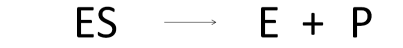 ES ⟶ E + P